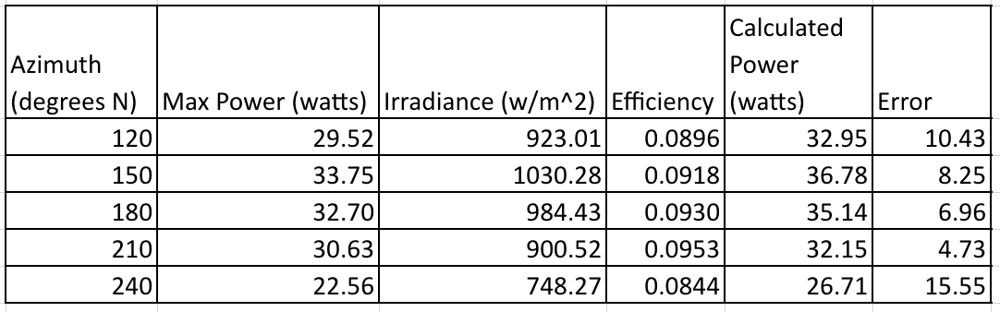 Azimuth (degrees N) Max Power (watts) Irradiance (w/m^2) Efficiency Calculated Power (watts) Error
120 29.52 923.01 0.0896 32.95 10.43
150 33.75 1030.28 0.0918 36.78 8.25
180 32.70 984.43 0.0930 35.14 6.96
210 30.63 900.52 0.0953 32.15 4.73
240 22.56 748.27 0.0844 26.71 15.55